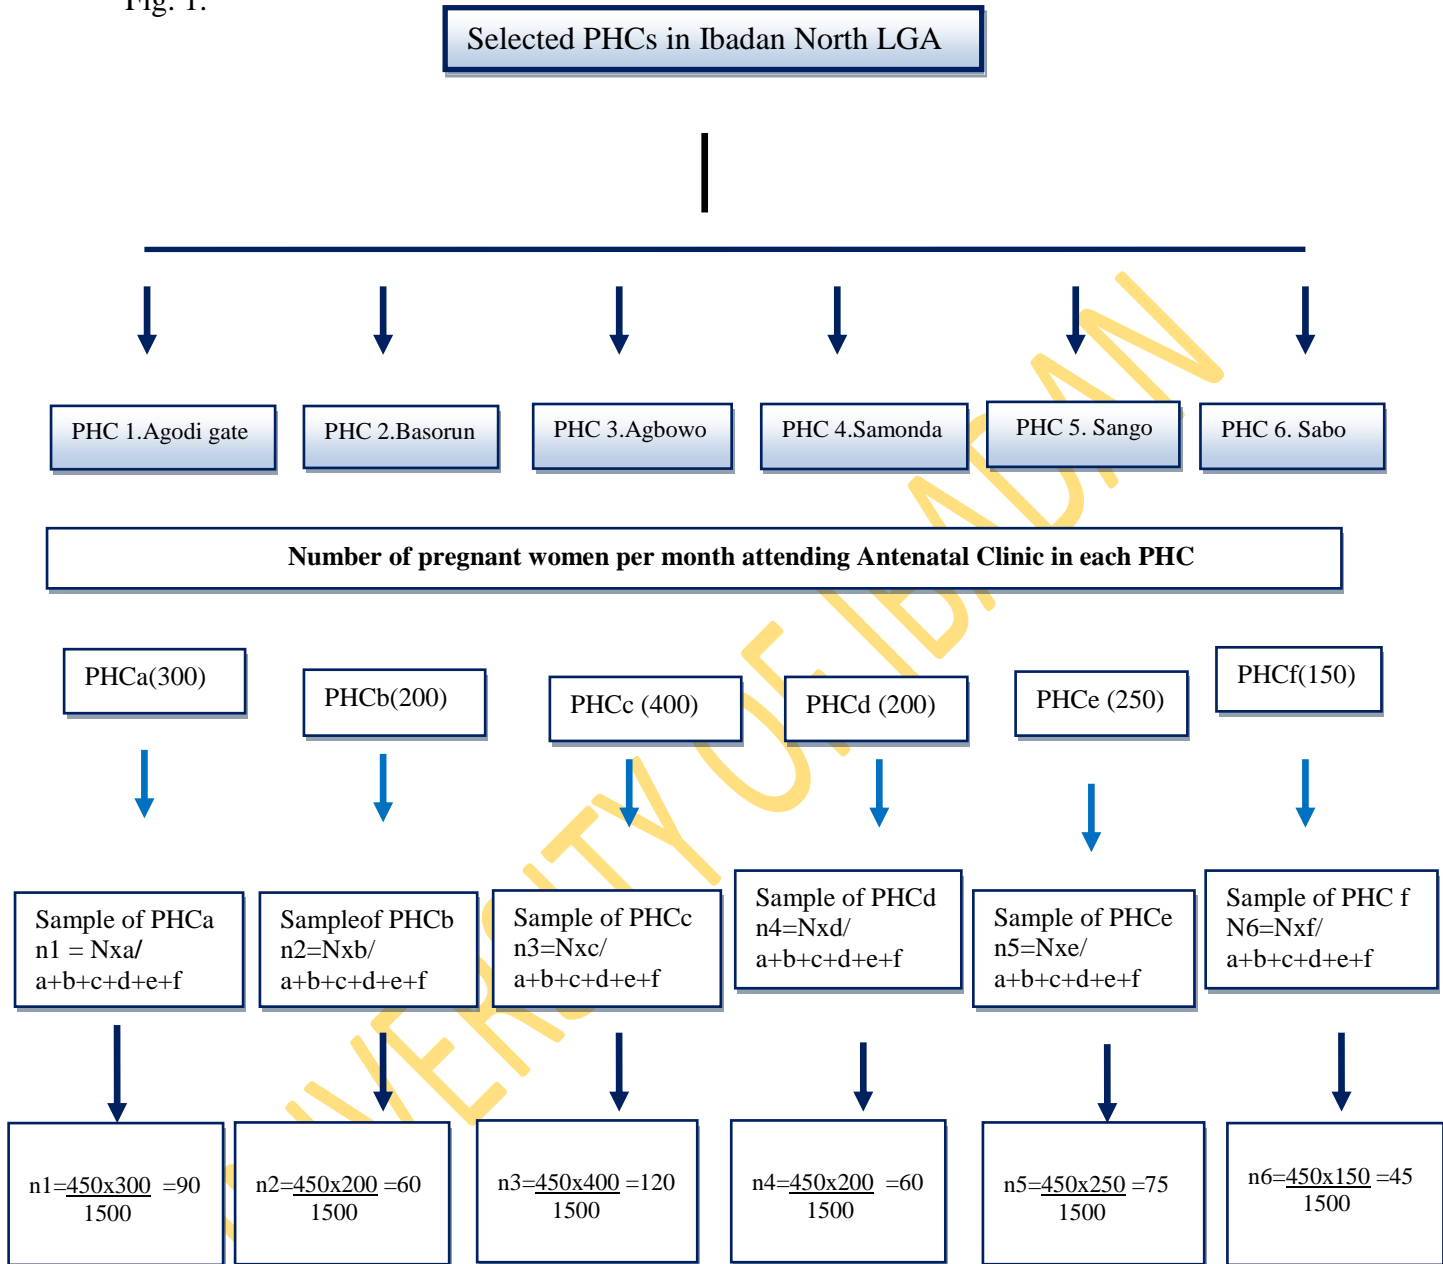 Fig. 1.
Selected PHCs in Ibadan North LGA
PHC 1.Agodi gate
PHC 2.Basorun
PHC 3.Agbowo
PHC 4.Samonda
PHC 5. Sango
PHC 6. Sabo
Number of pregnant women per month attending Antenatal Clinic in each PHC
PHCa(300)
PHCb(200)
PHCc (400)
PHCd (200)
PHCe (250)
PHCf(150)
Sample of PHCa
n1 = Nxa/
a+b+c+d+e+f
Sampleof PHCb
n2=Nxb/
a+b+c+d+e+f
Sample of PHCc
n3=Nxc/
a+b+c+d+e+f
Sample of PHCd
n4=Nxd/
a+b+c+d+e+f
Sample of PHCe
n5=Nxe/
a+b+c+d+e+f
Sample of PHC f
N6=Nxf/
a+b+c+d+e+f
n1=450x300 =90
1500
n2=450x200 =60
1500
n3=450x400 =120
1500
n4=450x200 =60
1500
n5=450x250 =75
1500
n6=450x150 =45
1500
UNIVERSITY OF IBADAN